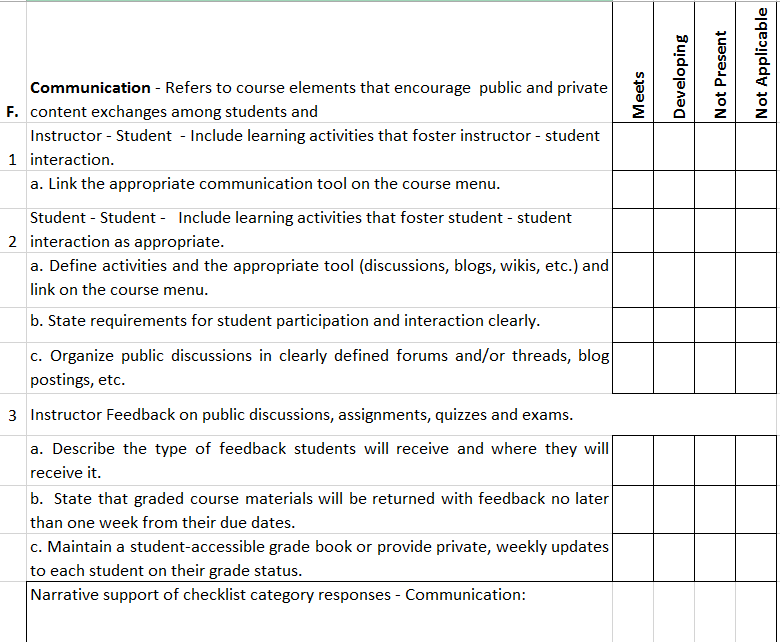 Meets
Developing
Not Present
Not Applicable
Communication - Refers to course elements that encourage public and private
F. content exchanges among students and
Instructor - Student - Include learning activities that foster instructor - student
1 interaction.
a. Link the appropriate communication tool on the course menu.
Student - Student - Include learning activities that foster student - student
2 interaction as appropriate.
a. Define activities and the appropriate tool (discussions, blogs, wikis, etc.) and
link on the course menu.
b. State requirements for student participation and interaction clearly.
c. Organize public discussions in clearly defined forums and/or threads, blog
postings, etc.
3 Instructor Feedback on public discussions, assignments, quizzes and exams.
a. Describe the type of feedback students will receive and where they will
receive it.
b. State that graded course materials will be returned with feedback no later
than one week from their due dates.
c. Maintain a student-accessible grade book or provide private, weekly updates
to each student on their grade status.
Narrative support of checklist category responses - Communication: